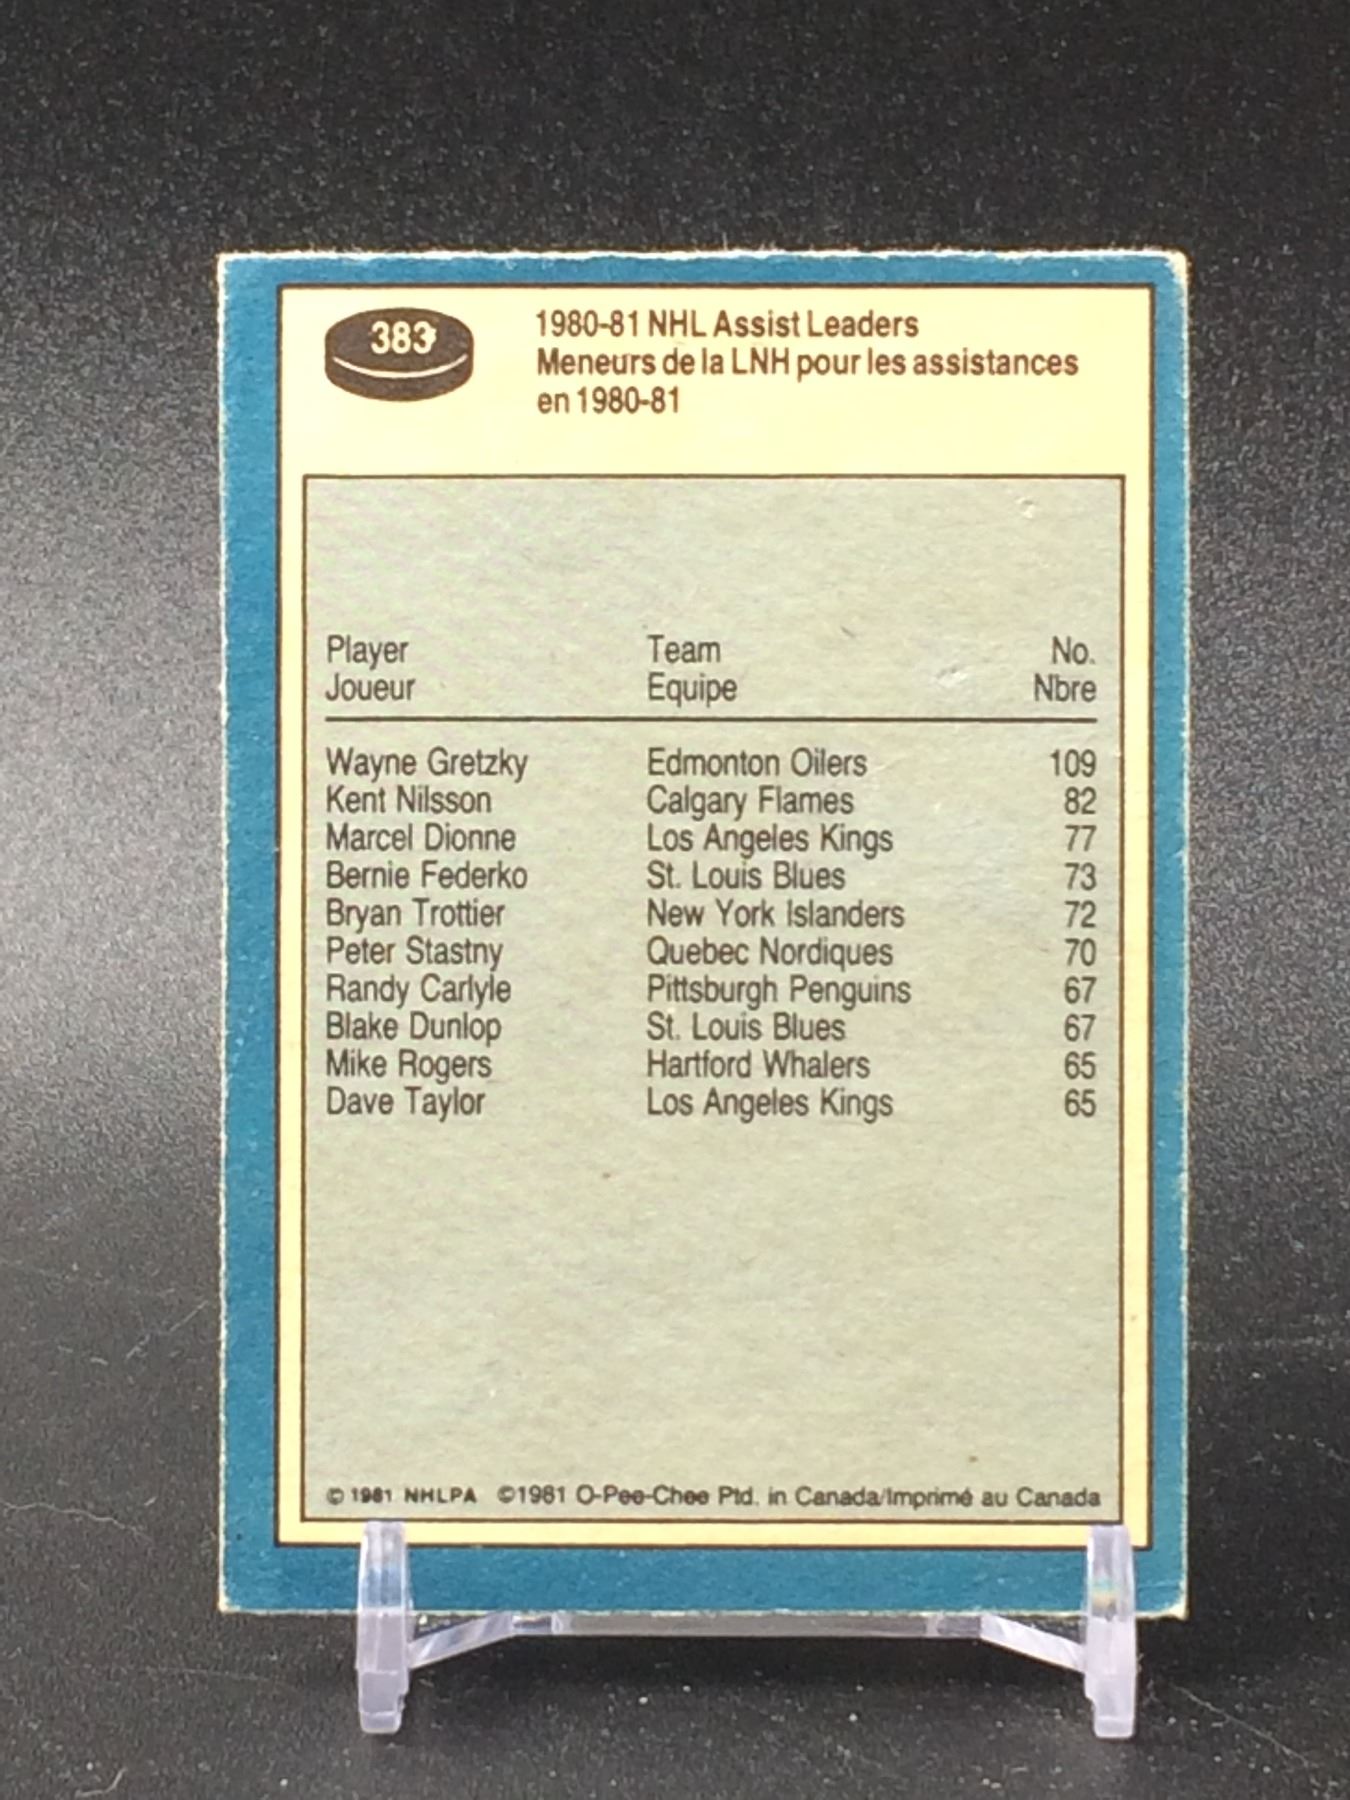 383
1980-81 NHL Assist Leaders
Meneurs de la LNH pour les assistances
en 1980-81
Player Team No.
Joueur Equipe Nbre
Wayne Gretzky Edmonton Oilers 109
Kent Nilsson Calgary Flames 82
Marcel Dionne Los Angeles Kings 77
Bernie Federko St. Louis Blues 73
Bryan Trottier New York Islanders 72
Peter Stastny Quebec Nordiques 70
Randy Carlyle Pittsburgh Penguins 67
Blake Dunlop St. Louis Blues 67
Mike Rogers Hartford Whalers 65
Dave Taylor Los Angeles Kings 65
© 1981 NHLPA ©1981 O-Pee-Chee Ptd. in Canada/Imprimé au Canada